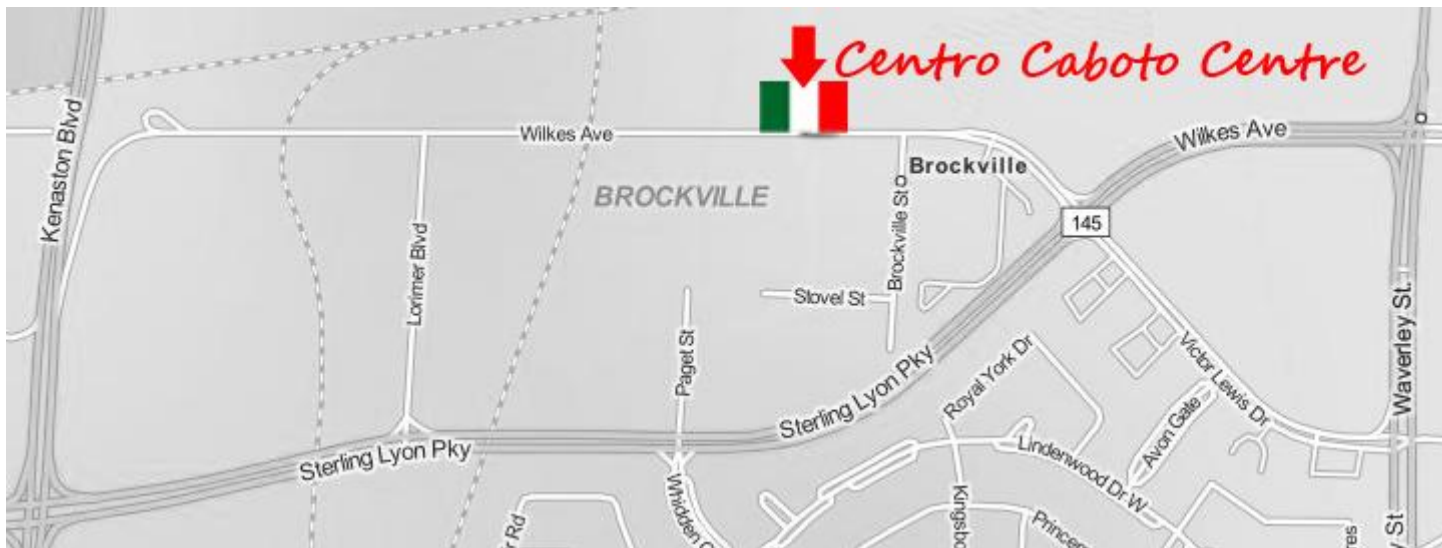 Centro Caboto Centre
Kenaston Blvd
Wilkes Ave
Wilkes Ave
Brockville
BROCKVILLE
145
Lorimer Blvd
Brockville St
Stovel St
Waverley St.
Paget St
Royal York Dr
Victor Lewis Dr
Sterling Lyon Pky
Avon Gate
Sterling Lyon Pky
Lindenwood Dr W
Whidden